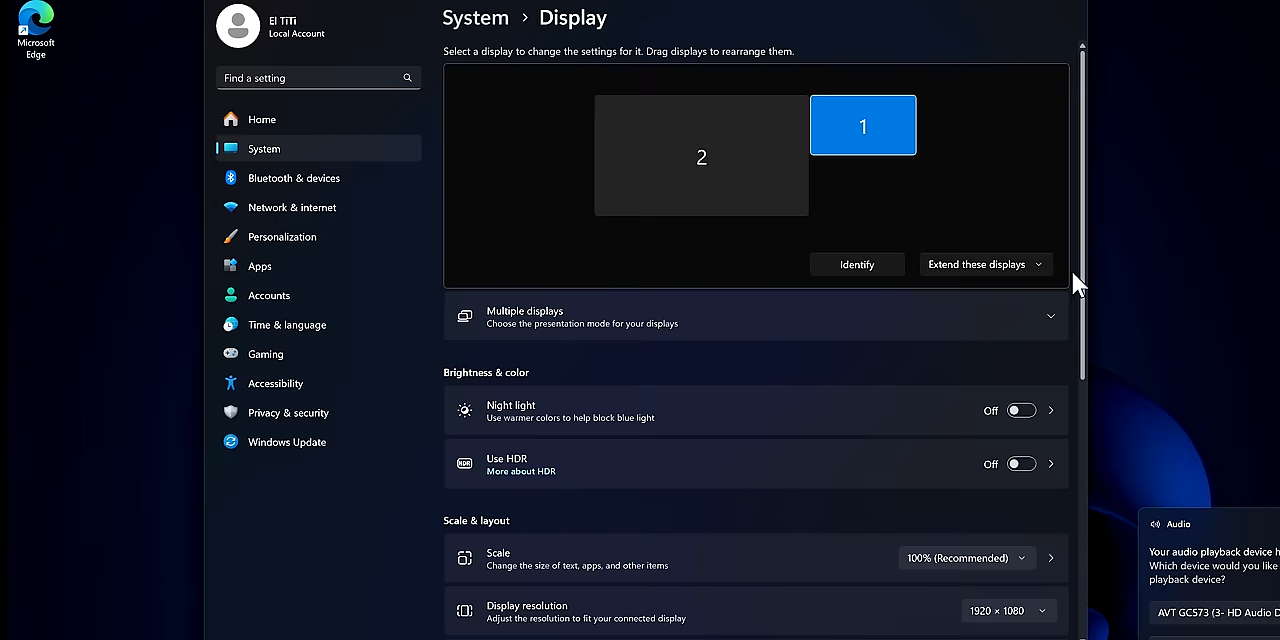 Microsoft
Edge
El TiTi
Local Account
Find a setting
Home
System
Bluetooth & devices
Network & internet
Personalization
Apps
Accounts
Time & language
Gaming
Accessibility
Privacy & security
Windows Update
System > Display
Select a display to change the settings for it. Drag displays to rearrange them.
2
1
Identify
Extend these displays
Multiple displays
Choose the presentation mode for your displays
Brightness & color
Night light
Use warmer colors to help block blue light
Off
HDR
Use HDR
More about HDR
Off
Scale & layout
Scale
Change the size of text, apps, and other items
100% (Recommended)
Display resolution
Adjust the resolution to fit your connected display
1920 × 1080
Audio
Your audio playback device h
Which device would you like
playback device?
AVT GC573 (3- HD Audio D